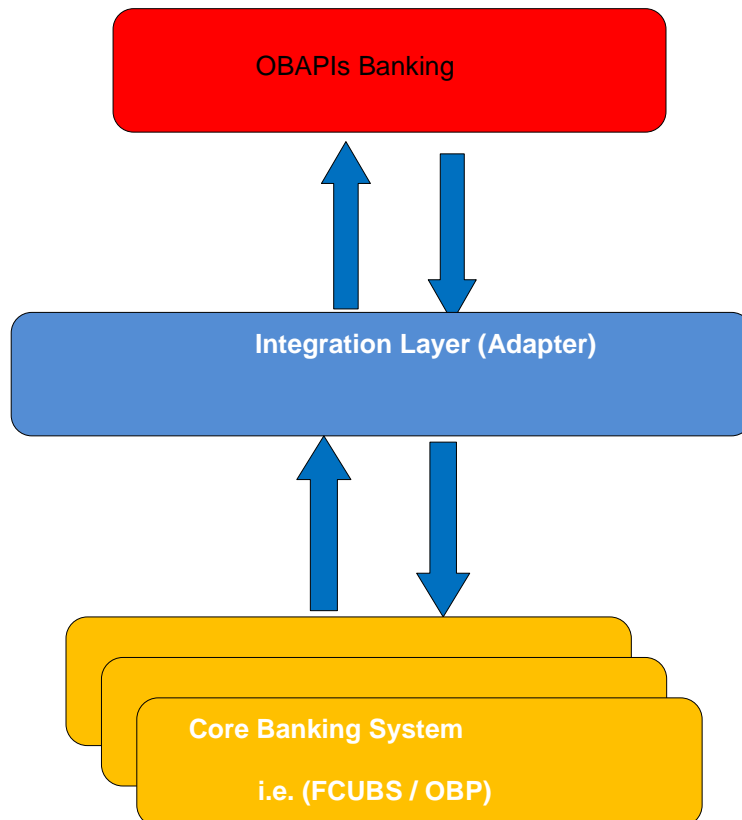 OBAPIs Banking
Integration Layer (Adapter)
Core Banking System
i.e. (FCUBS / OBP)